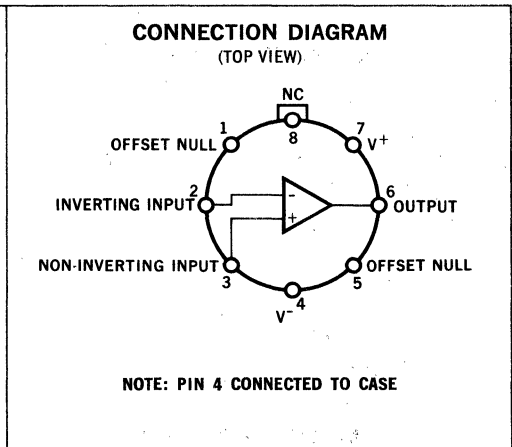 CONNECTION DIAGRAM
(TOP VIEW)
NC
8
1
OFFSET NULL
7
V+
2
INVERTING INPUT
-
+
6
OUTPUT
NON-INVERTING INPUT
3
OFFSET NULL
5
4
V-
NOTE: PIN 4 CONNECTED TO CASE